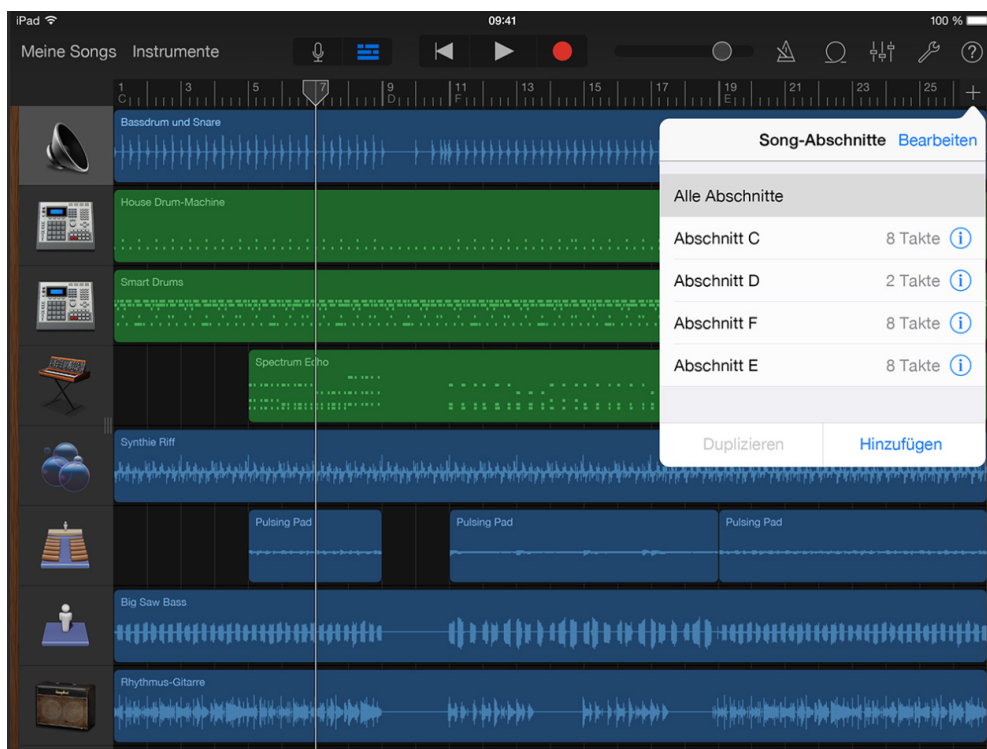 iPad 09:41 100 %
Meine Songs Instrumente ?
1 3 5 7 9 11 13 15 17 19 21 23 25 +
C D F E
Bassdrum und Snare
Song-Abschnitte Bearbeiten
Alle Abschnitte
House Drum-Machine
Abschnitt C 8 Takte i
Smart Drums
Abschnitt D 2 Takte i
Abschnitt F 8 Takte i
Spectrum Echo
Abschnitt E 8 Takte i
Synthie Riff
Duplizieren Hinzufügen
Pulsing Pad Pulsing Pad Pulsing Pad
Big Saw Bass
Rhythmus-Gitarre